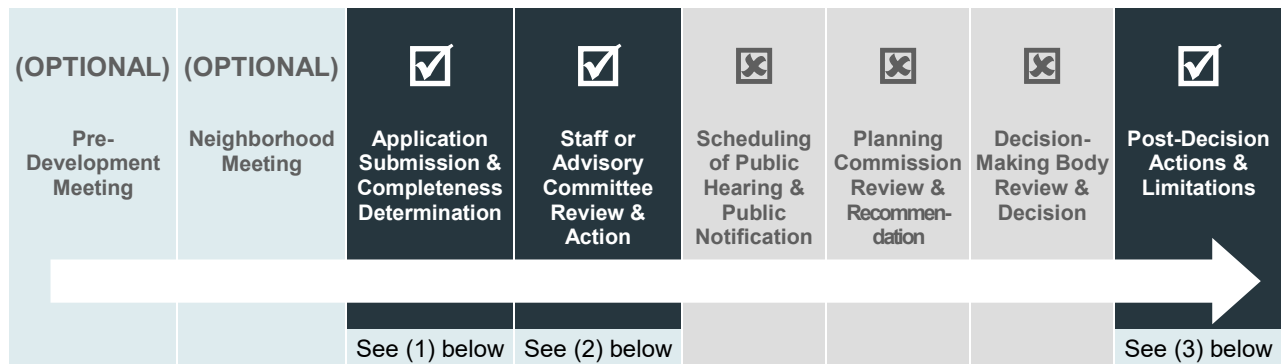 (OPTIONAL)
Pre-
Development
Meeting
(OPTIONAL)
Neighborhood
Meeting
Application
Submission &
Completeness
Determination
See (1) below
Staff or
Advisory
Committee
Review &
Action
See (2) below
Scheduling
of Public
Hearing &
Public
Notification
Planning
Commission
Review &
Recommen-
dation
Decision-
Making Body
Review &
Decision
Post-Decision
Actions &
Limitations
See (3) below